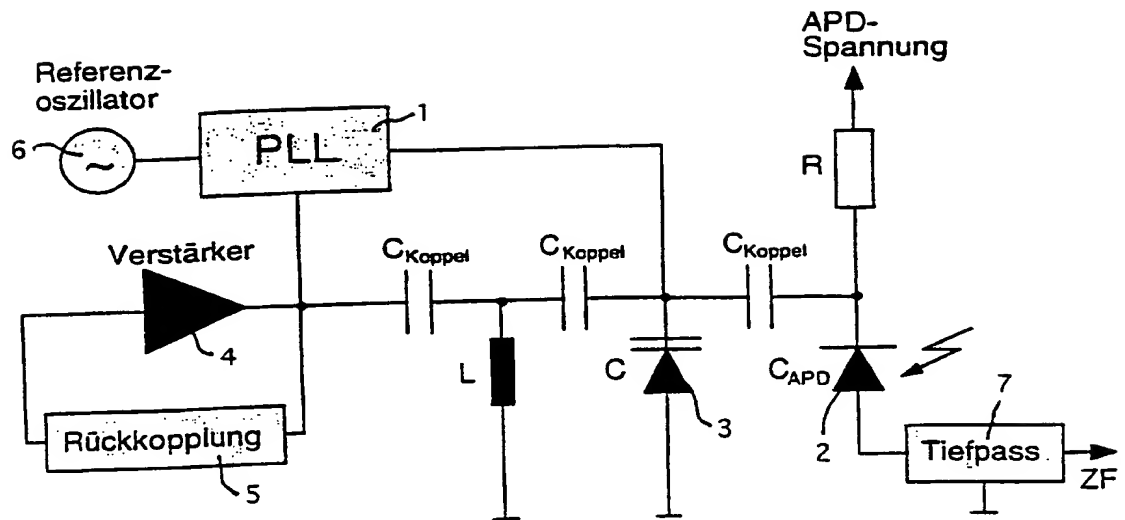 APD-
Spannung
Referenz-
oszillator
6
~
PLL
1
R
Verstärker
4
CKoppel
CKoppel
CKoppel
L
C
3
CAPD
2
7
Tiefpass
ZF
Rückkopplung
5